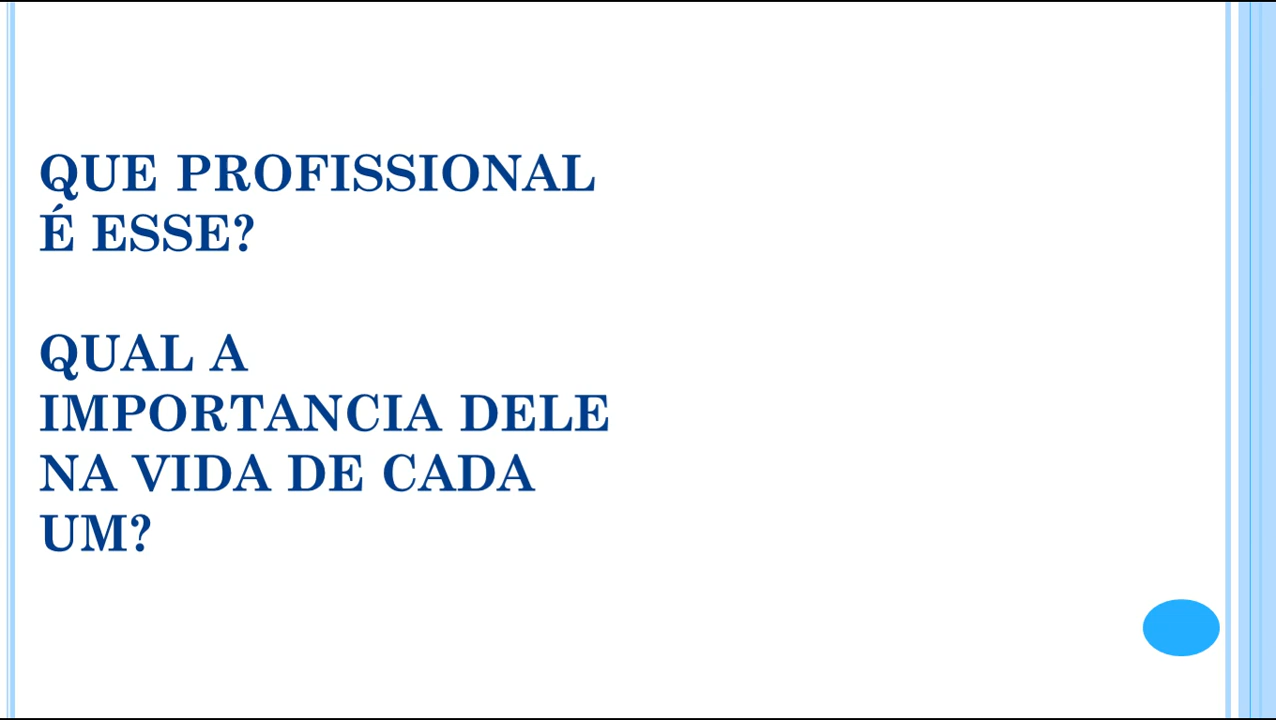 QUE PROFISSIONAL
É ESSE?
QUAL A
IMPORTANCIA DELE
NA VIDA DE CADA
UM?